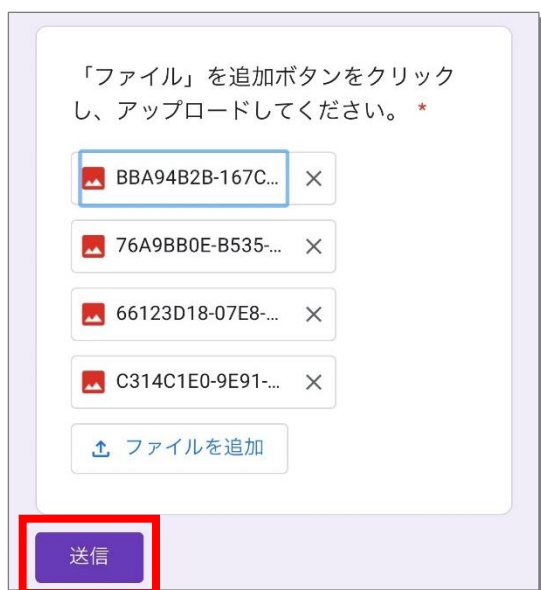 「ファイル」を追加ボタンをクリック
し、アップロードしてください。 *
BBA94B2B-167C...
76A9BB0E-B535-...
66123D18-07E8-...
C314C1E0-9E91-...
ファイルを追加
送信